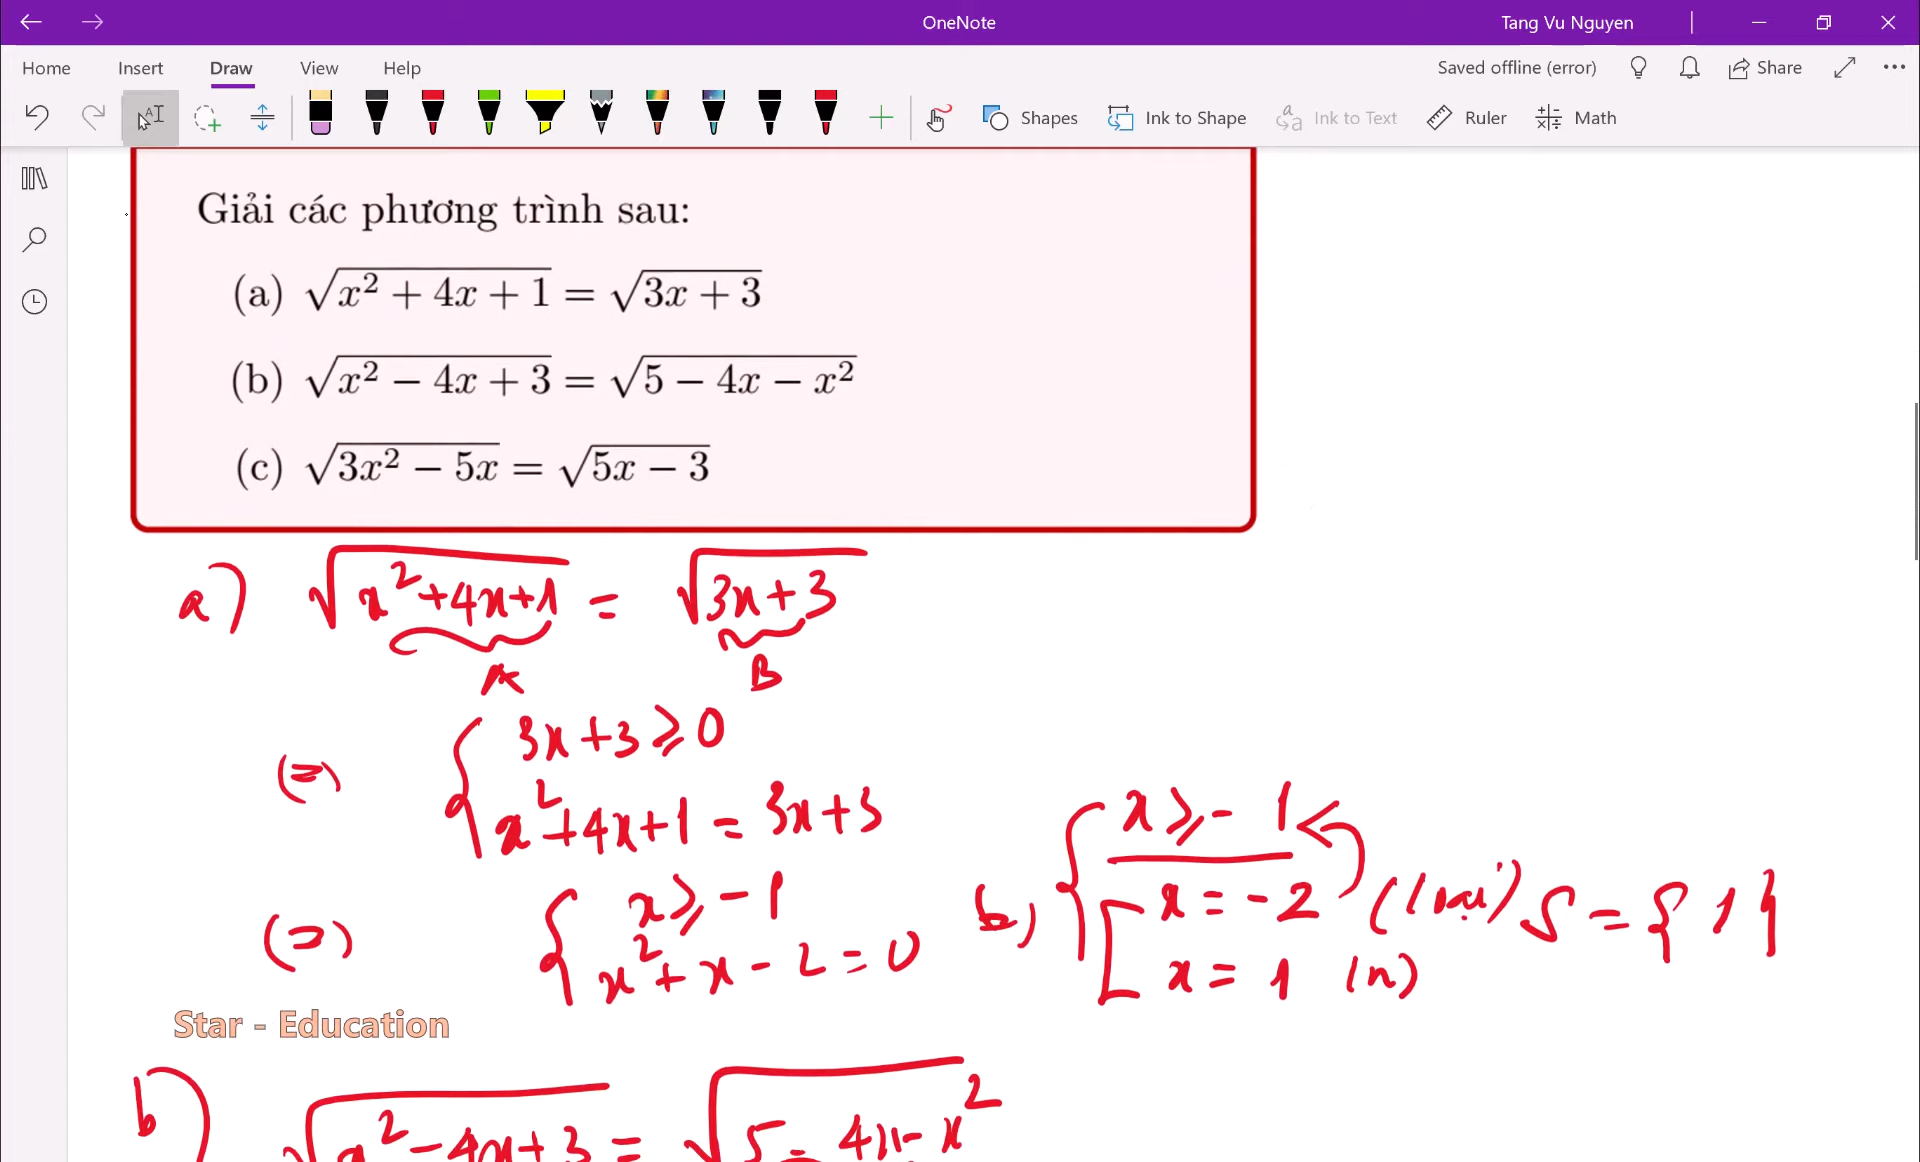 OneNote
Tang Vu Nguyen
Home Insert Draw View Help
Saved offline (error) Share
Shapes Ink to Shape Ink to Text Ruler Math
Giải các phương trình sau:
(a) √(x² + 4x + 1) = √(3x + 3)
(b) √(x² − 4x + 3) = √(5 − 4x − x²)
(c) √(3x² − 5x) = √(5x − 3)
a) √(x²+4x+1) = √(3x+3)
A B
(=) { 3x+3 ≥ 0
x²+4x+1 = 3x+3
(=) { x ≥ -1
x²+x-2=0
{ x ≥ -1
[ x = -2 (loại) S = { 1 }
x = 1 (n)
Star - Education
b) √(x²-4x+3) = √(5-4x-x²)